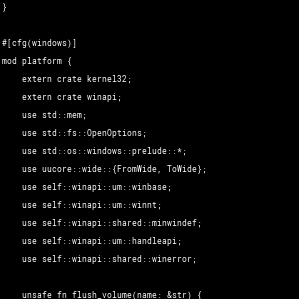 }
#[cfg(windows)]
mod platform {
extern crate kernel32;
extern crate winapi;
use std::mem;
use std::fs::OpenOptions;
use std::os::windows::prelude::*;
use uucore::wide::{FromWide, ToWide};
use self::winapi::um::winbase;
use self::winapi::um::winnt;
use self::winapi::shared::minwindef;
use self::winapi::um::handleapi;
use self::winapi::shared::winerror;
unsafe fn flush_volume(name: &str) {